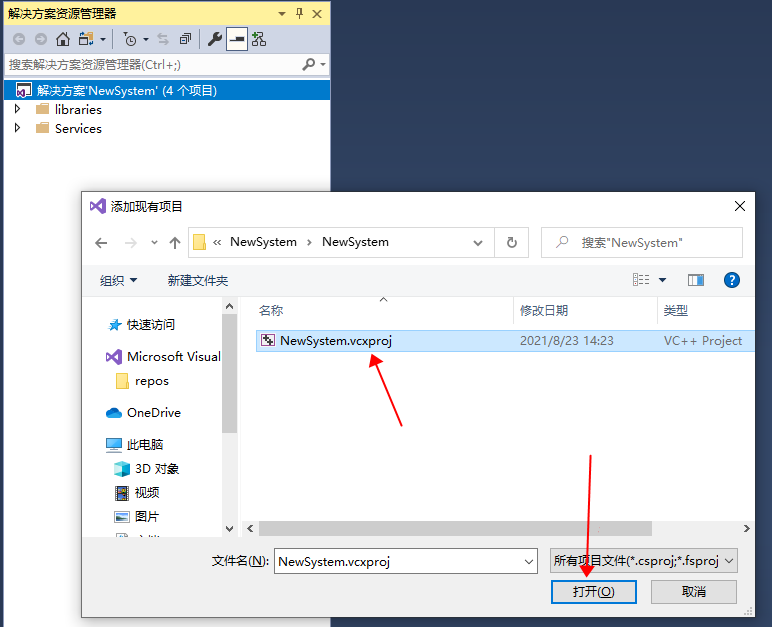 解决方案资源管理器
搜索解决方案资源管理器(Ctrl+;)
解决方案'NewSystem' (4 个项目)
libraries
Services
添加现有项目
« NewSystem › NewSystem
搜索"NewSystem"
组织 新建文件夹
名称 修改日期 类型
快速访问
Microsoft Visual
repos
OneDrive
此电脑
3D 对象
视频
图片
NewSystem.vcxproj 2021/8/23 14:23 VC++ Project
文件名(N): NewSystem.vcxproj 所有项目文件(*.csproj;*.fsproj
打开(O) 取消